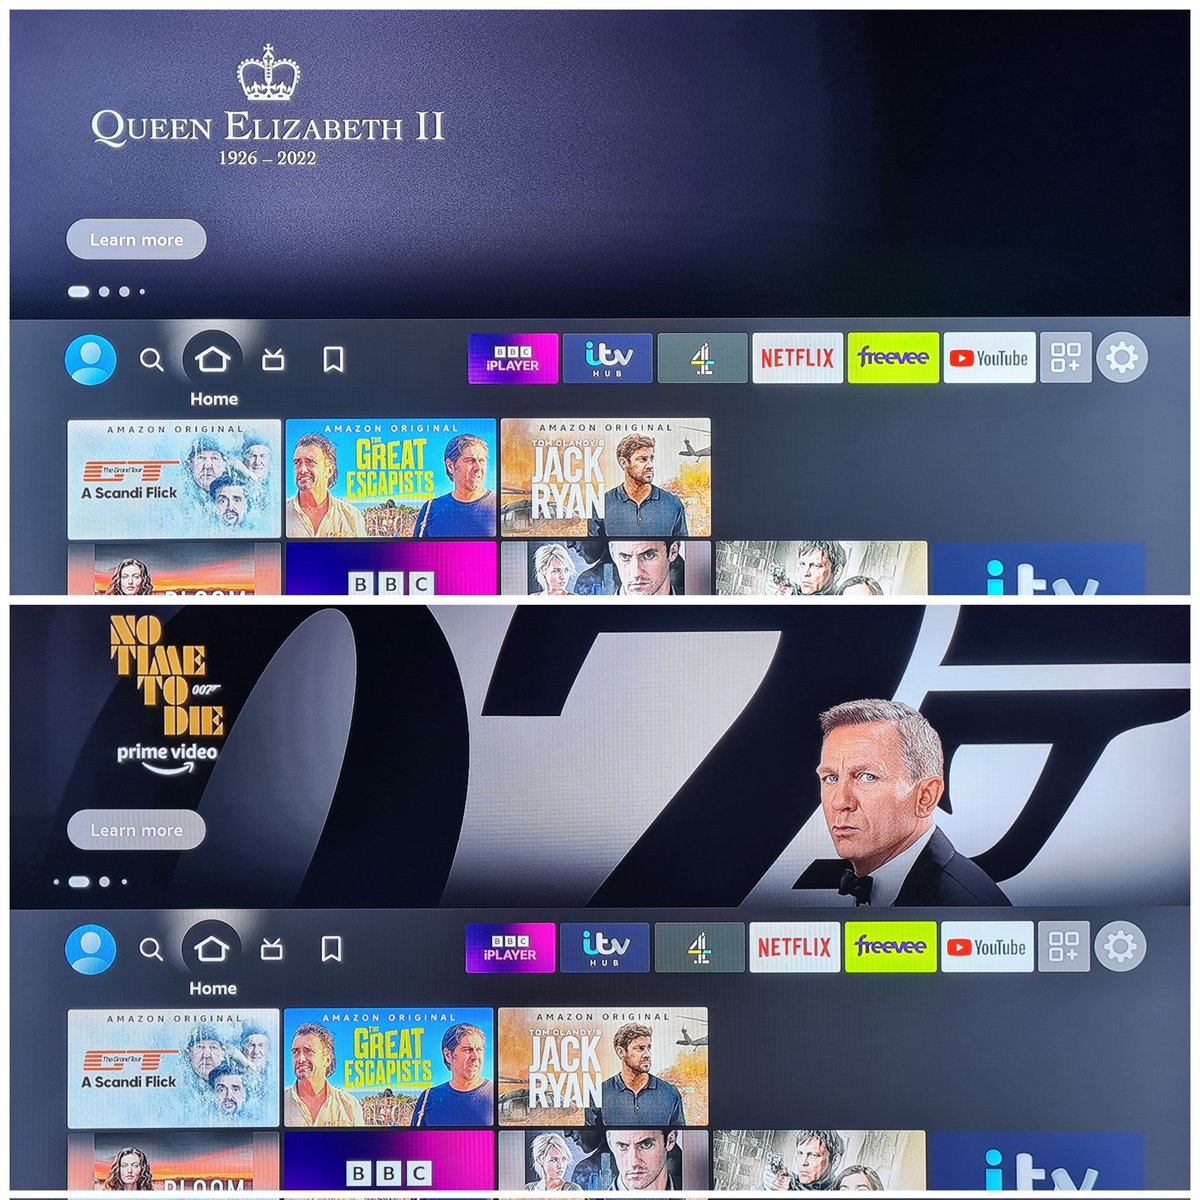 QUEEN ELIZABETH II
1926 – 2022
Learn more
BBC
iPLAYER
itv
HUB
4
NETFLIX
freevee
YouTube
Home
AMAZON ORIGINAL
The Grand Tour
GT
A Scandi Flick
AMAZON ORIGINAL
THE
GREAT
ESCAPISTS
AMAZON ORIGINAL
TOM CLANCY'S
JACK
RYAN
BLOOM
BBC
itv
NO
TIME
TO 007
DIE
prime video
007
Learn more
BBC
iPLAYER
itv
HUB
4
NETFLIX
freevee
YouTube
Home
AMAZON ORIGINAL
The Grand Tour
GT
A Scandi Flick
AMAZON ORIGINAL
THE
GREAT
ESCAPISTS
AMAZON ORIGINAL
TOM CLANCY'S
JACK
RYAN
BLOOM
BBC
itv